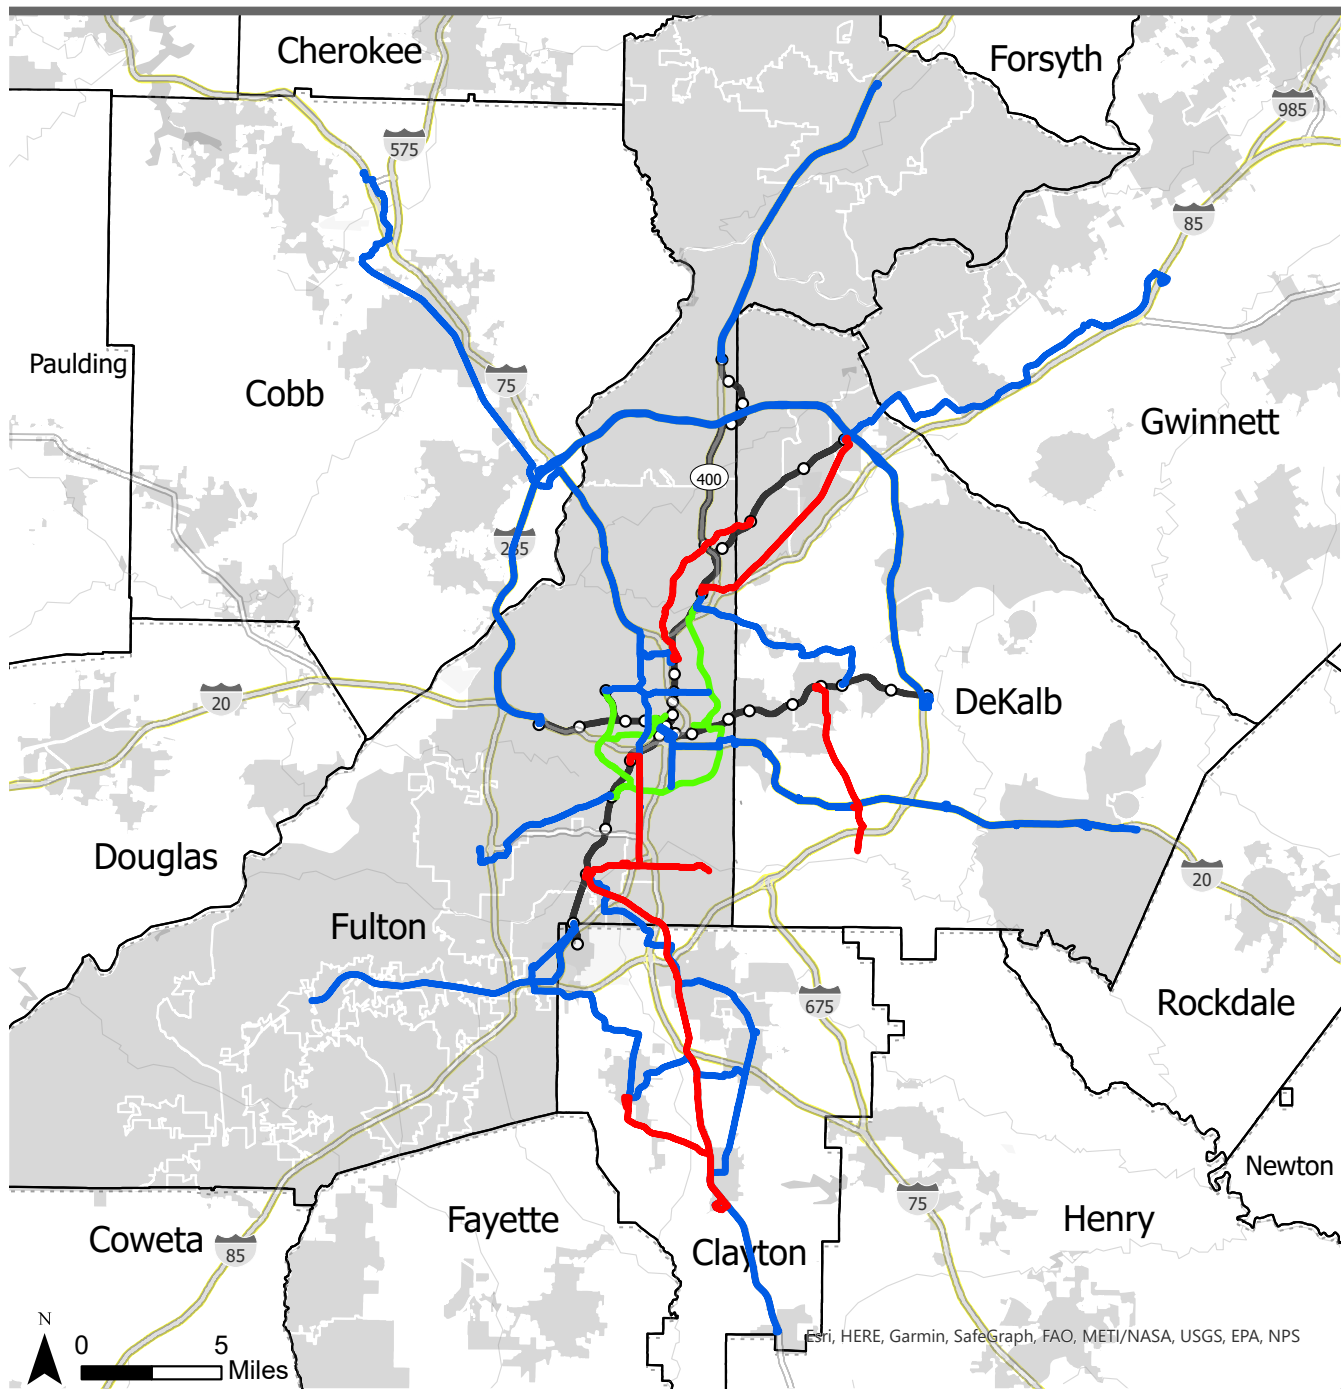 Cherokee
Forsyth
985
575
85
Paulding
Cobb
75
Gwinnett
400
285
20
DeKalb
Douglas
20
Fulton
675
Rockdale
Newton
75
Henry
Fayette
Coweta
85
Clayton
N
0 5
Miles
Esri, HERE, Garmin, SafeGraph, FAO, METI/NASA, USGS, EPA, NPS